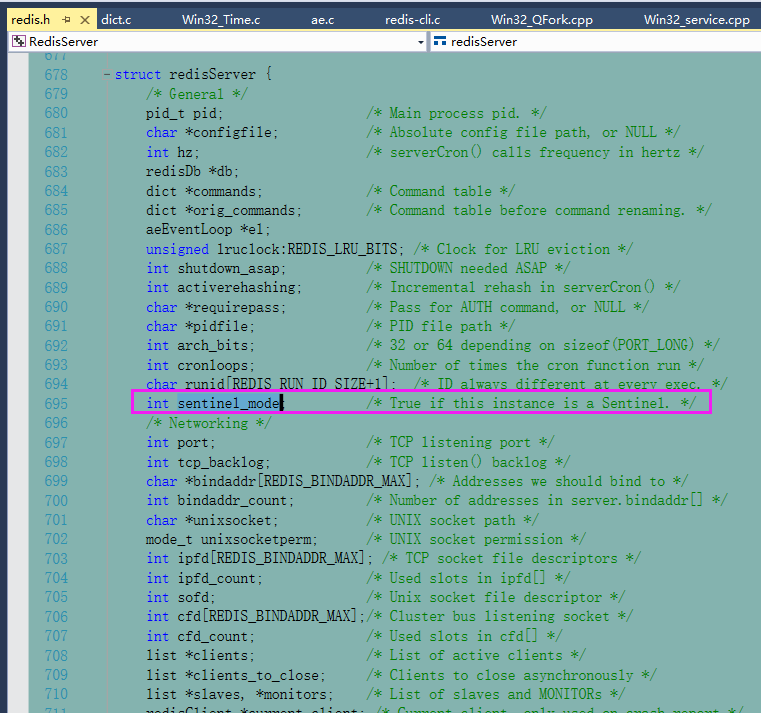 redis.h dict.c Win32_Time.c ae.c redis-cli.c Win32_QFork.cpp Win32_service.cpp
RedisServer redisServer
677
678 struct redisServer {
679 /* General */
680 pid_t pid; /* Main process pid. */
681 char *configfile; /* Absolute config file path, or NULL */
682 int hz; /* serverCron() calls frequency in hertz */
683 redisDb *db;
684 dict *commands; /* Command table */
685 dict *orig_commands; /* Command table before command renaming. */
686 aeEventLoop *el;
687 unsigned lruclock:REDIS_LRU_BITS; /* Clock for LRU eviction */
688 int shutdown_asap; /* SHUTDOWN needed ASAP */
689 int activerehashing; /* Incremental rehash in serverCron() */
690 char *requirepass; /* Pass for AUTH command, or NULL */
691 char *pidfile; /* PID file path */
692 int arch_bits; /* 32 or 64 depending on sizeof(PORT_LONG) */
693 int cronloops; /* Number of times the cron function run */
694 char runid[REDIS_RUN_ID_SIZE+1]; /* ID always different at every exec. */
695 int sentinel_mode; /* True if this instance is a Sentinel. */
696 /* Networking */
697 int port; /* TCP listening port */
698 int tcp_backlog; /* TCP listen() backlog */
699 char *bindaddr[REDIS_BINDADDR_MAX]; /* Addresses we should bind to */
700 int bindaddr_count; /* Number of addresses in server.bindaddr[] */
701 char *unixsocket; /* UNIX socket path */
702 mode_t unixsocketperm; /* UNIX socket permission */
703 int ipfd[REDIS_BINDADDR_MAX]; /* TCP socket file descriptors */
704 int ipfd_count; /* Used slots in ipfd[] */
705 int sofd; /* Unix socket file descriptor */
706 int cfd[REDIS_BINDADDR_MAX];/* Cluster bus listening socket */
707 int cfd_count; /* Used slots in cfd[] */
708 list *clients; /* List of active clients */
709 list *clients_to_close; /* Clients to close asynchronously */
710 list *slaves, *monitors; /* List of slaves and MONITORs */
711 redisClient *current_client; /* Current client, only used on crash report */